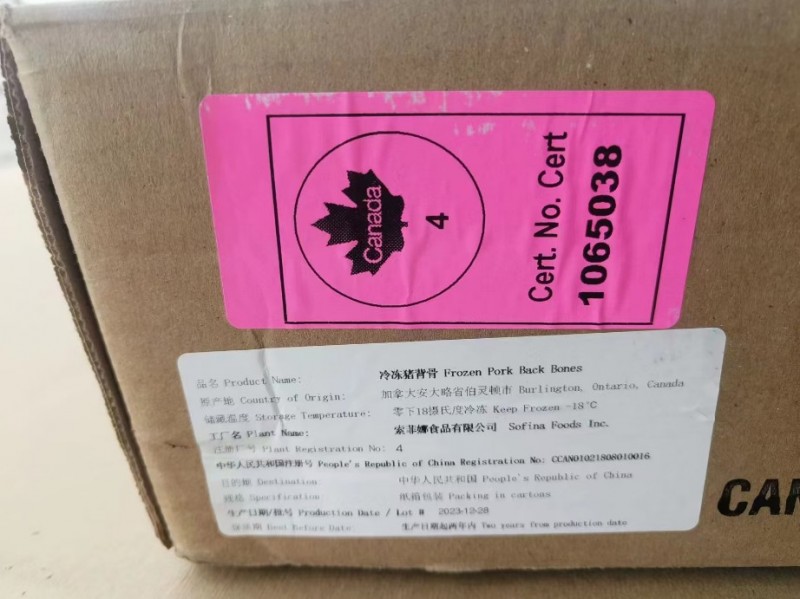 Canada
4
Cert. No. Cert
1065038
品名 Product Name: 冷冻猪背骨 Frozen Pork Back Bones
原产地 Country of Origin: 加拿大安大略省伯灵顿市 Burlington, Ontario, Canada
储藏温度 Storage Temperature: 零下18摄氏度冷冻 Keep Frozen -18℃
工厂名 Plant Name: 索菲娜食品有限公司 Sofina Foods Inc.
注册厂号 Plant Registration No: 4
中华人民共和国注册号 People's Republic of China Registration No: CCAN01021808010016
目的地 Destination: 中华人民共和国 People's Republic of China
规格 Specification 纸箱包装 Packing in cartons
生产日期/批号 Production Date / Lot # 2023/12-28
保质期 Best Before Date: 生产日期起两年内 Two years from production date
CAN